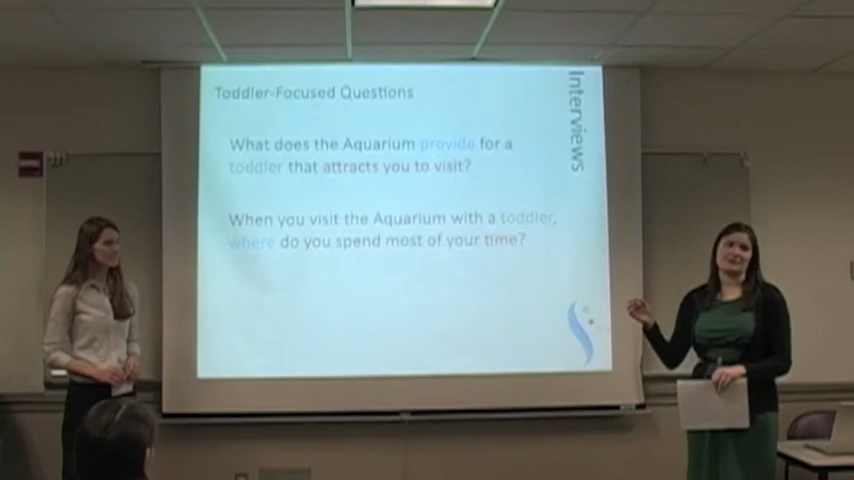 Toddler-Focused Questions
Interviews
What does the Aquarium provide for a
toddler that attracts you to visit?
When you visit the Aquarium with a toddler,
where do you spend most of your time?